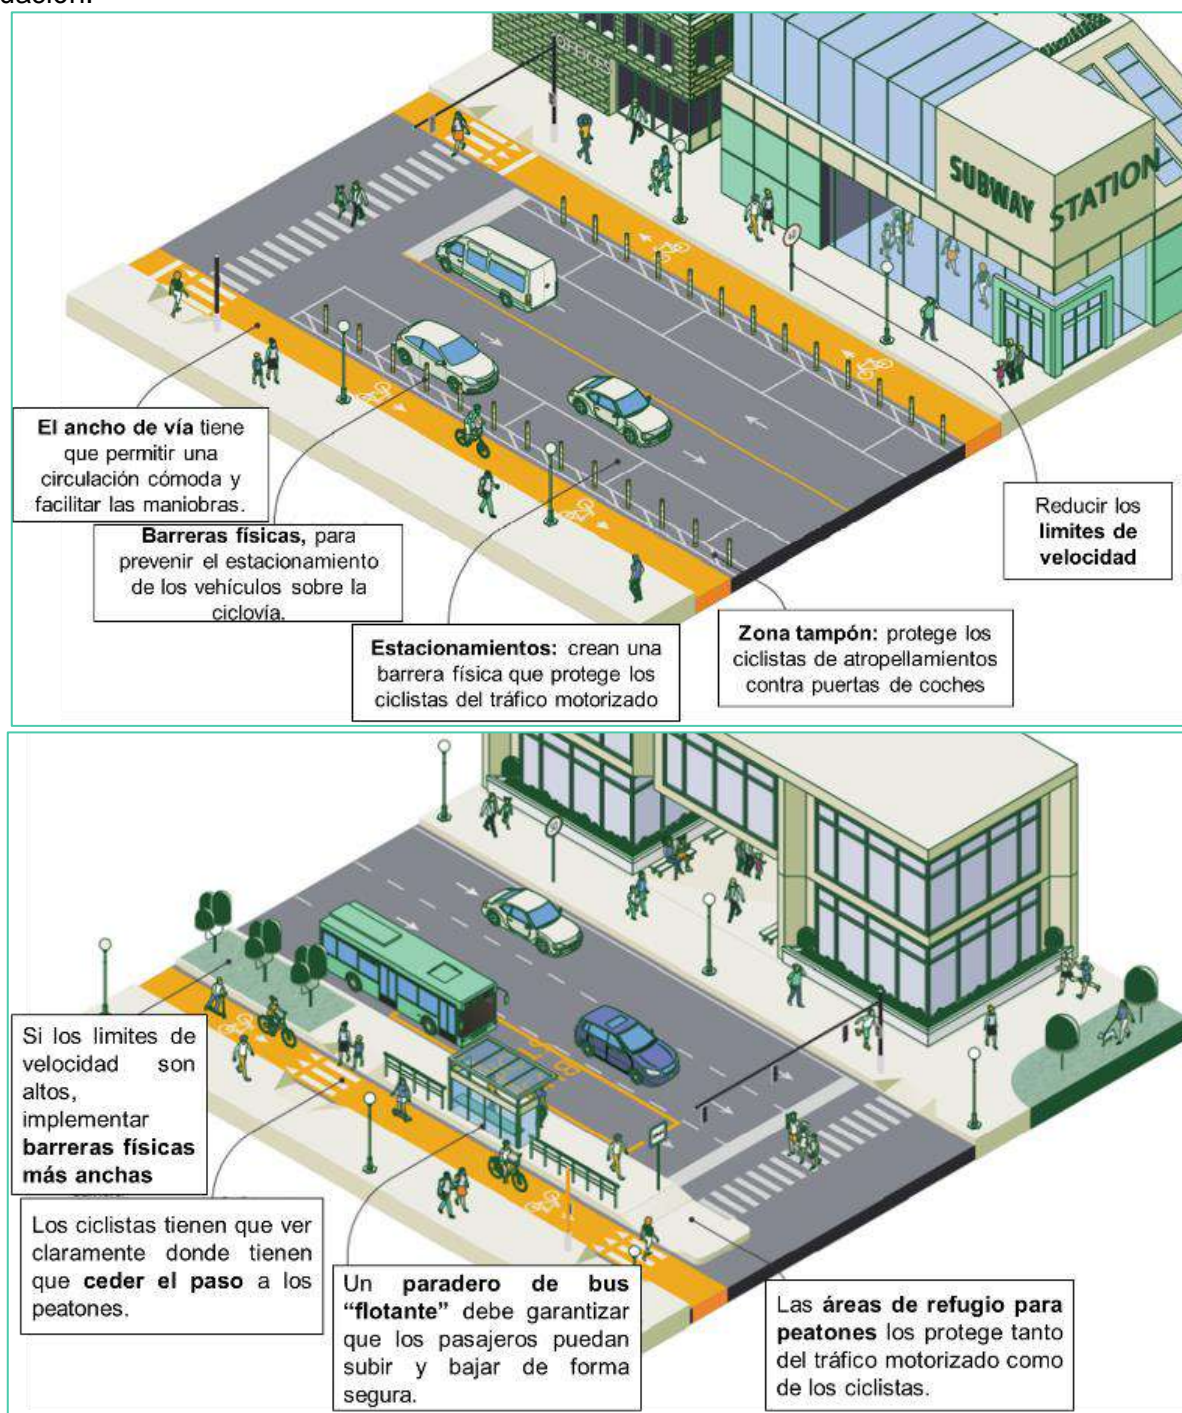 dación.
OFFICES
SUBWAY
STATION
El ancho de vía tiene
que permitir una
circulación cómoda y
facilitar las maniobras.
Barreras físicas, para
prevenir el estacionamiento
de los vehículos sobre la
ciclovía.
Estacionamientos: crean una
barrera física que protege los
ciclistas del tráfico motorizado
Zona tampón: protege los
ciclistas de atropellamientos
contra puertas de coches
Reducir los
limites de
velocidad
Si los limites de
velocidad son
altos,
implementar
barreras físicas
más anchas
Los ciclistas tienen que ver
claramente donde tienen
que ceder el paso a los
peatones.
Un paradero de bus
“flotante” debe garantizar
que los pasajeros puedan
subir y bajar de forma
segura.
Las áreas de refugio para
peatones los protege tanto
del tráfico motorizado como
de los ciclistas.